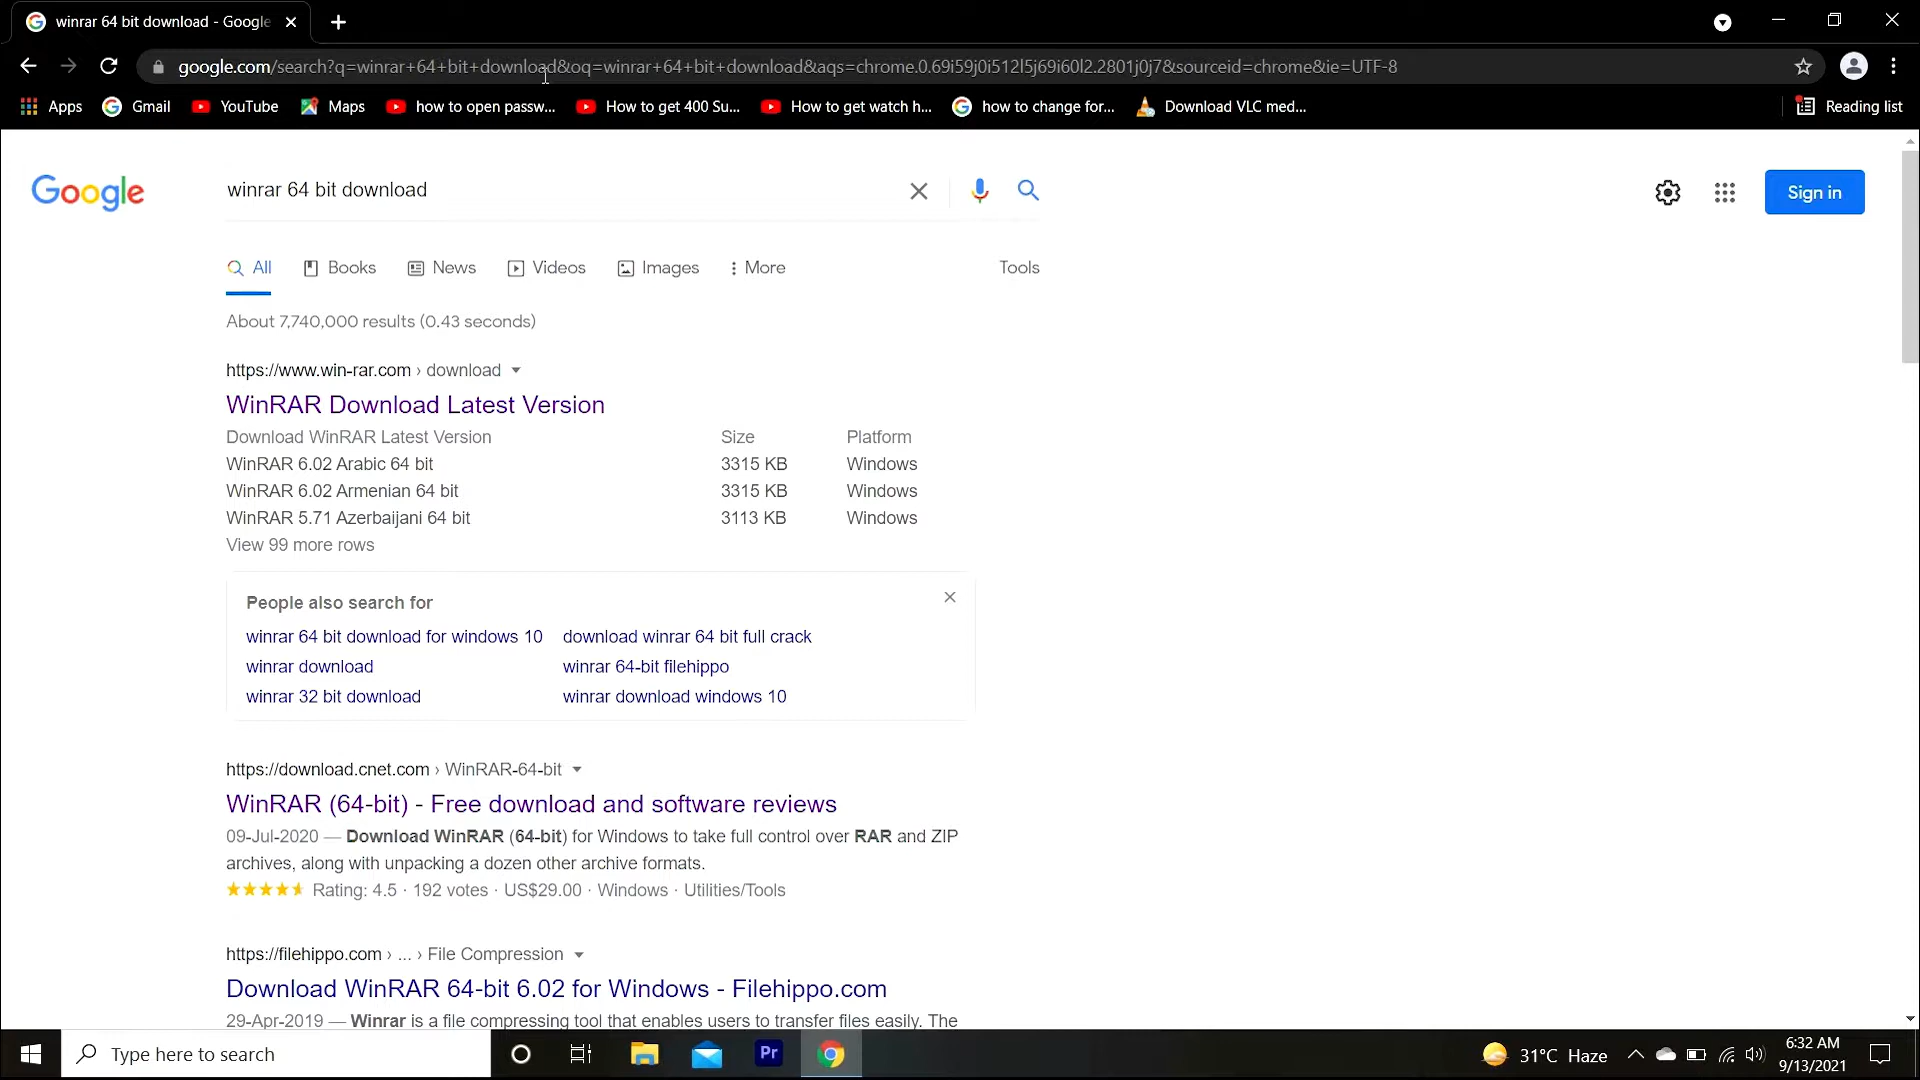 winrar 64 bit download - Google
google.com/search?q=winrar+64+bit+download&oq=winrar+64+bit+download&aqs=chrome.0.69i59j0i512l5j69i60l2.2801j0j7&sourceid=chrome&ie=UTF-8
Apps Gmail YouTube Maps how to open passw... How to get 400 Su... How to get watch h... how to change for... Download VLC med... Reading list
Google winrar 64 bit download Sign in
All Books News Videos Images More Tools
About 7,740,000 results (0.43 seconds)
https://www.win-rar.com › download
WinRAR Download Latest Version
Download WinRAR Latest Version Size Platform
WinRAR 6.02 Arabic 64 bit 3315 KB Windows
WinRAR 6.02 Armenian 64 bit 3315 KB Windows
WinRAR 5.71 Azerbaijani 64 bit 3113 KB Windows
View 99 more rows
People also search for
winrar 64 bit download for windows 10 download winrar 64 bit full crack
winrar download winrar 64-bit filehippo
winrar 32 bit download winrar download windows 10
https://download.cnet.com › WinRAR-64-bit
WinRAR (64-bit) - Free download and software reviews
09-Jul-2020 — Download WinRAR (64-bit) for Windows to take full control over RAR and ZIP
archives, along with unpacking a dozen other archive formats.
Rating: 4.5 · 192 votes · US$29.00 · Windows · Utilities/Tools
https://filehippo.com › ... › File Compression
Download WinRAR 64-bit 6.02 for Windows - Filehippo.com
29-Apr-2019 — Winrar is a file compressing tool that enables users to transfer files easily. The
Type here to search Pr 31°C Haze 6:32 AM
9/13/2021